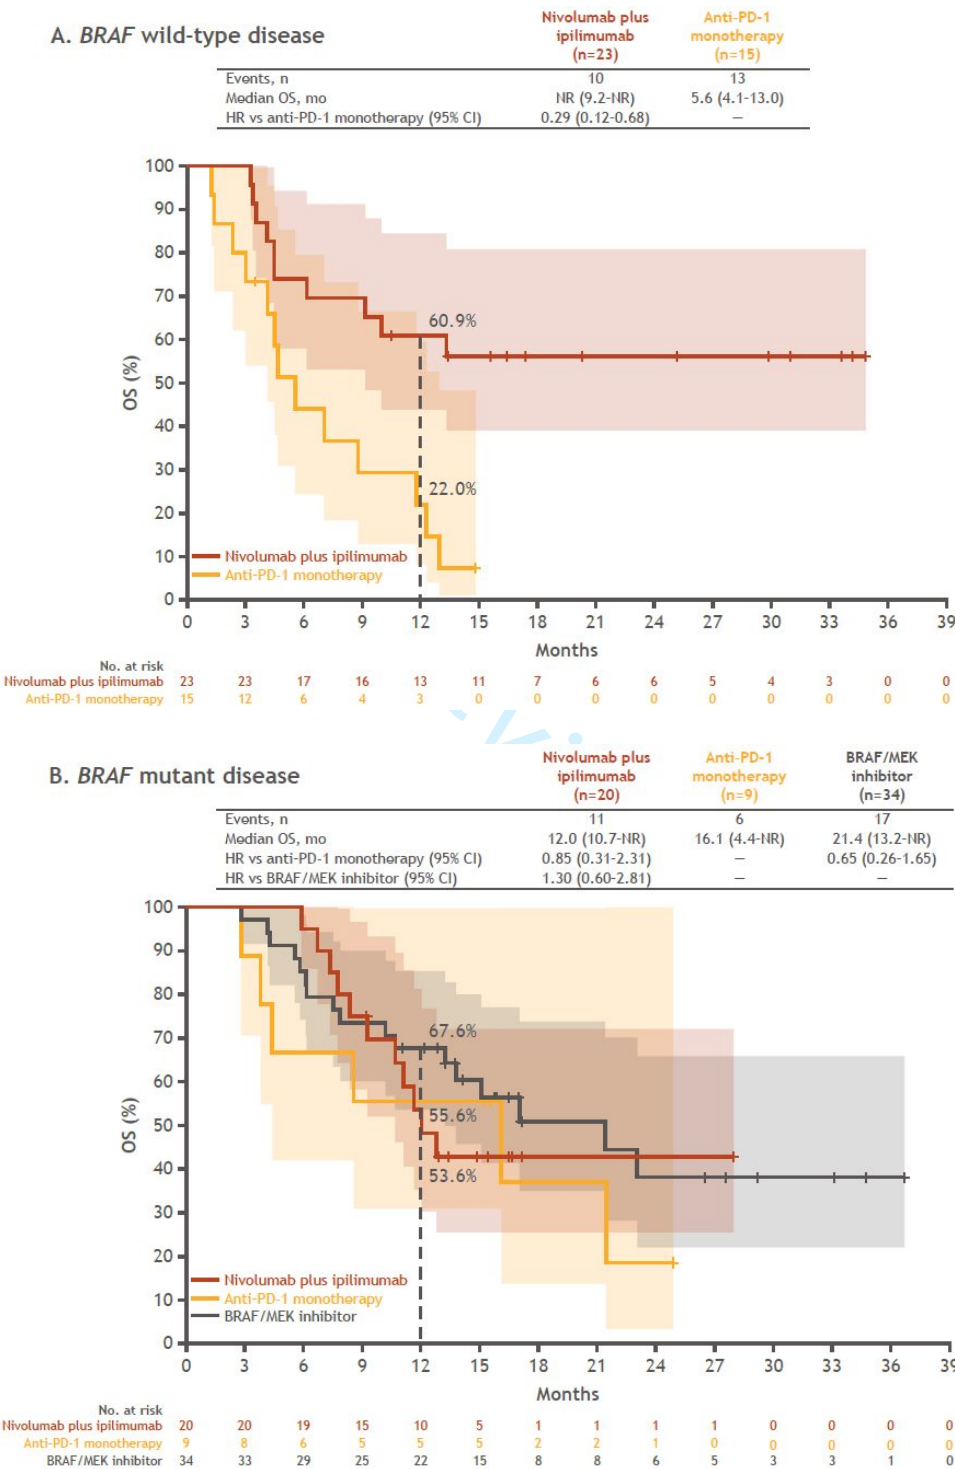 A. BRAF wild-type disease
Nivolumab plus ipilimumab (n=23) Anti-PD-1 monotherapy (n=15)
Events, n 10 13
Median OS, mo NR (9.2-NR) 5.6 (4.1-13.0)
HR vs anti-PD-1 monotherapy (95% CI) 0.29 (0.12-0.68) —
OS (%)
100
90
80
70
60
50
40
30
20
10
0
60.9%
22.0%
Nivolumab plus ipilimumab
Anti-PD-1 monotherapy
0 3 6 9 12 15 18 21 24 27 30 33 36 39
Months
No. at risk
Nivolumab plus ipilimumab 23 23 17 16 13 11 7 6 6 5 4 3 0 0
Anti-PD-1 monotherapy 15 12 6 4 3 0 0 0 0 0 0 0 0 0
B. BRAF mutant disease
Nivolumab plus ipilimumab (n=20) Anti-PD-1 monotherapy (n=9) BRAF/MEK inhibitor (n=34)
Events, n 11 6 17
Median OS, mo 12.0 (10.7-NR) 16.1 (4.4-NR) 21.4 (13.2-NR)
HR vs anti-PD-1 monotherapy (95% CI) 0.85 (0.31-2.31) — 0.65 (0.26-1.65)
HR vs BRAF/MEK inhibitor (95% CI) 1.30 (0.60-2.81) — —
OS (%)
100
90
80
70
60
50
40
30
20
10
0
67.6%
55.6%
53.6%
Nivolumab plus ipilimumab
Anti-PD-1 monotherapy
BRAF/MEK inhibitor
0 3 6 9 12 15 18 21 24 27 30 33 36 39
Months
No. at risk
Nivolumab plus ipilimumab 20 20 19 15 10 5 1 1 1 1 0 0 0 0
Anti-PD-1 monotherapy 9 8 6 5 5 5 2 2 1 0 0 0 0 0
BRAF/MEK inhibitor 34 33 29 25 22 15 8 8 6 5 3 3 1 0